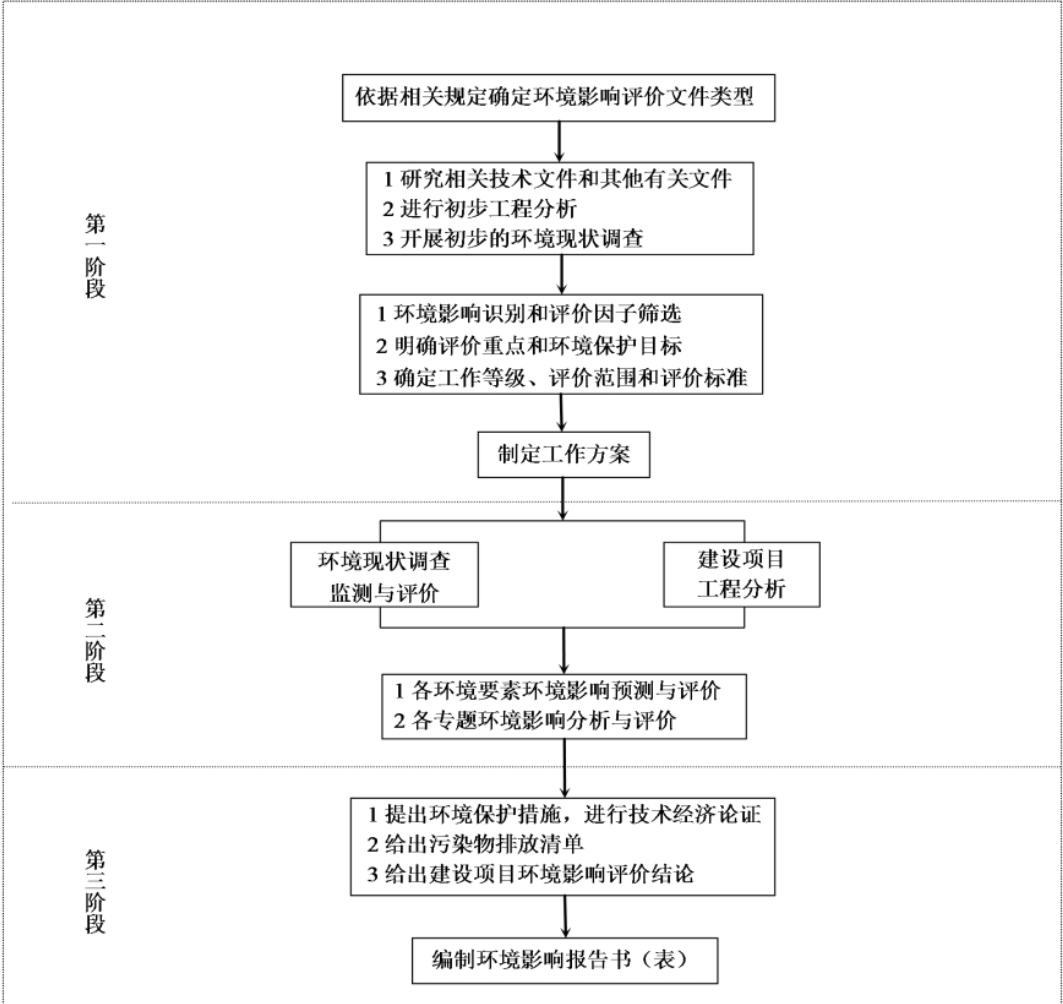 依据相关规定确定环境影响评价文件类型
第一阶段
1 研究相关技术文件和其他有关文件
2 进行初步工程分析
3 开展初步的环境现状调查
1 环境影响识别和评价因子筛选
2 明确评价重点和环境保护目标
3 确定工作等级、评价范围和评价标准
制定工作方案
第二阶段
环境现状调查
监测与评价
建设项目
工程分析
1 各环境要素环境影响预测与评价
2 各专题环境影响分析与评价
第三阶段
1 提出环境保护措施，进行技术经济论证
2 给出污染物排放清单
3 给出建设项目环境影响评价结论
编制环境影响报告书（表）